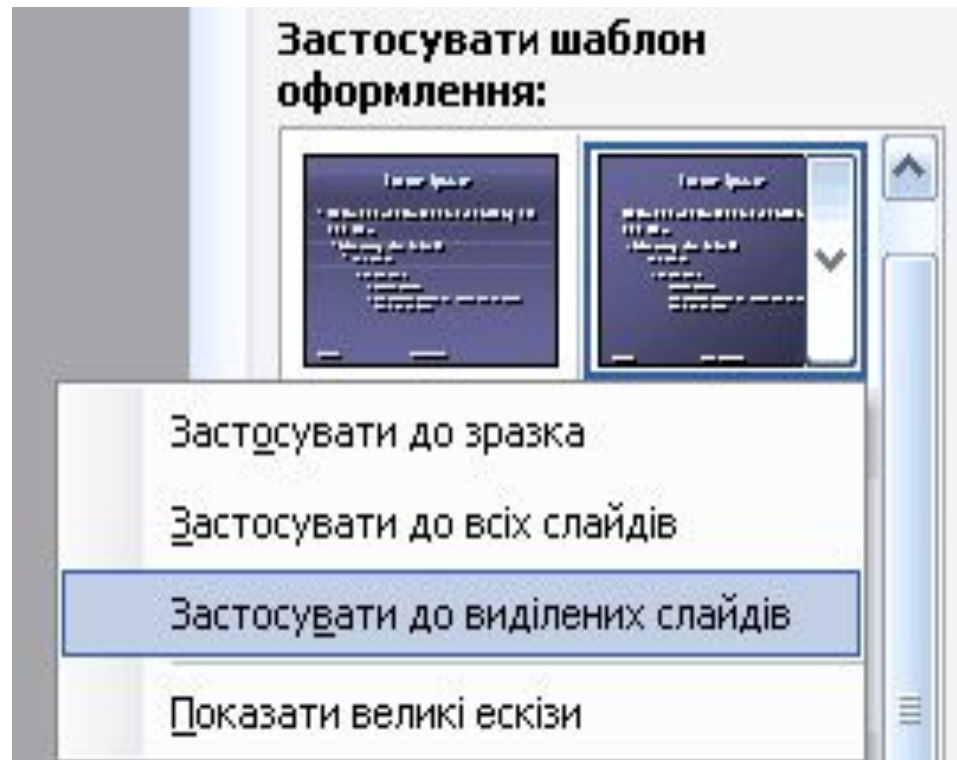 Застосувати шаблон
оформлення:
Застосувати до зразка
Застосувати до всіх слайдів
Застосувати до виділених слайдів
Показати великі ескізи